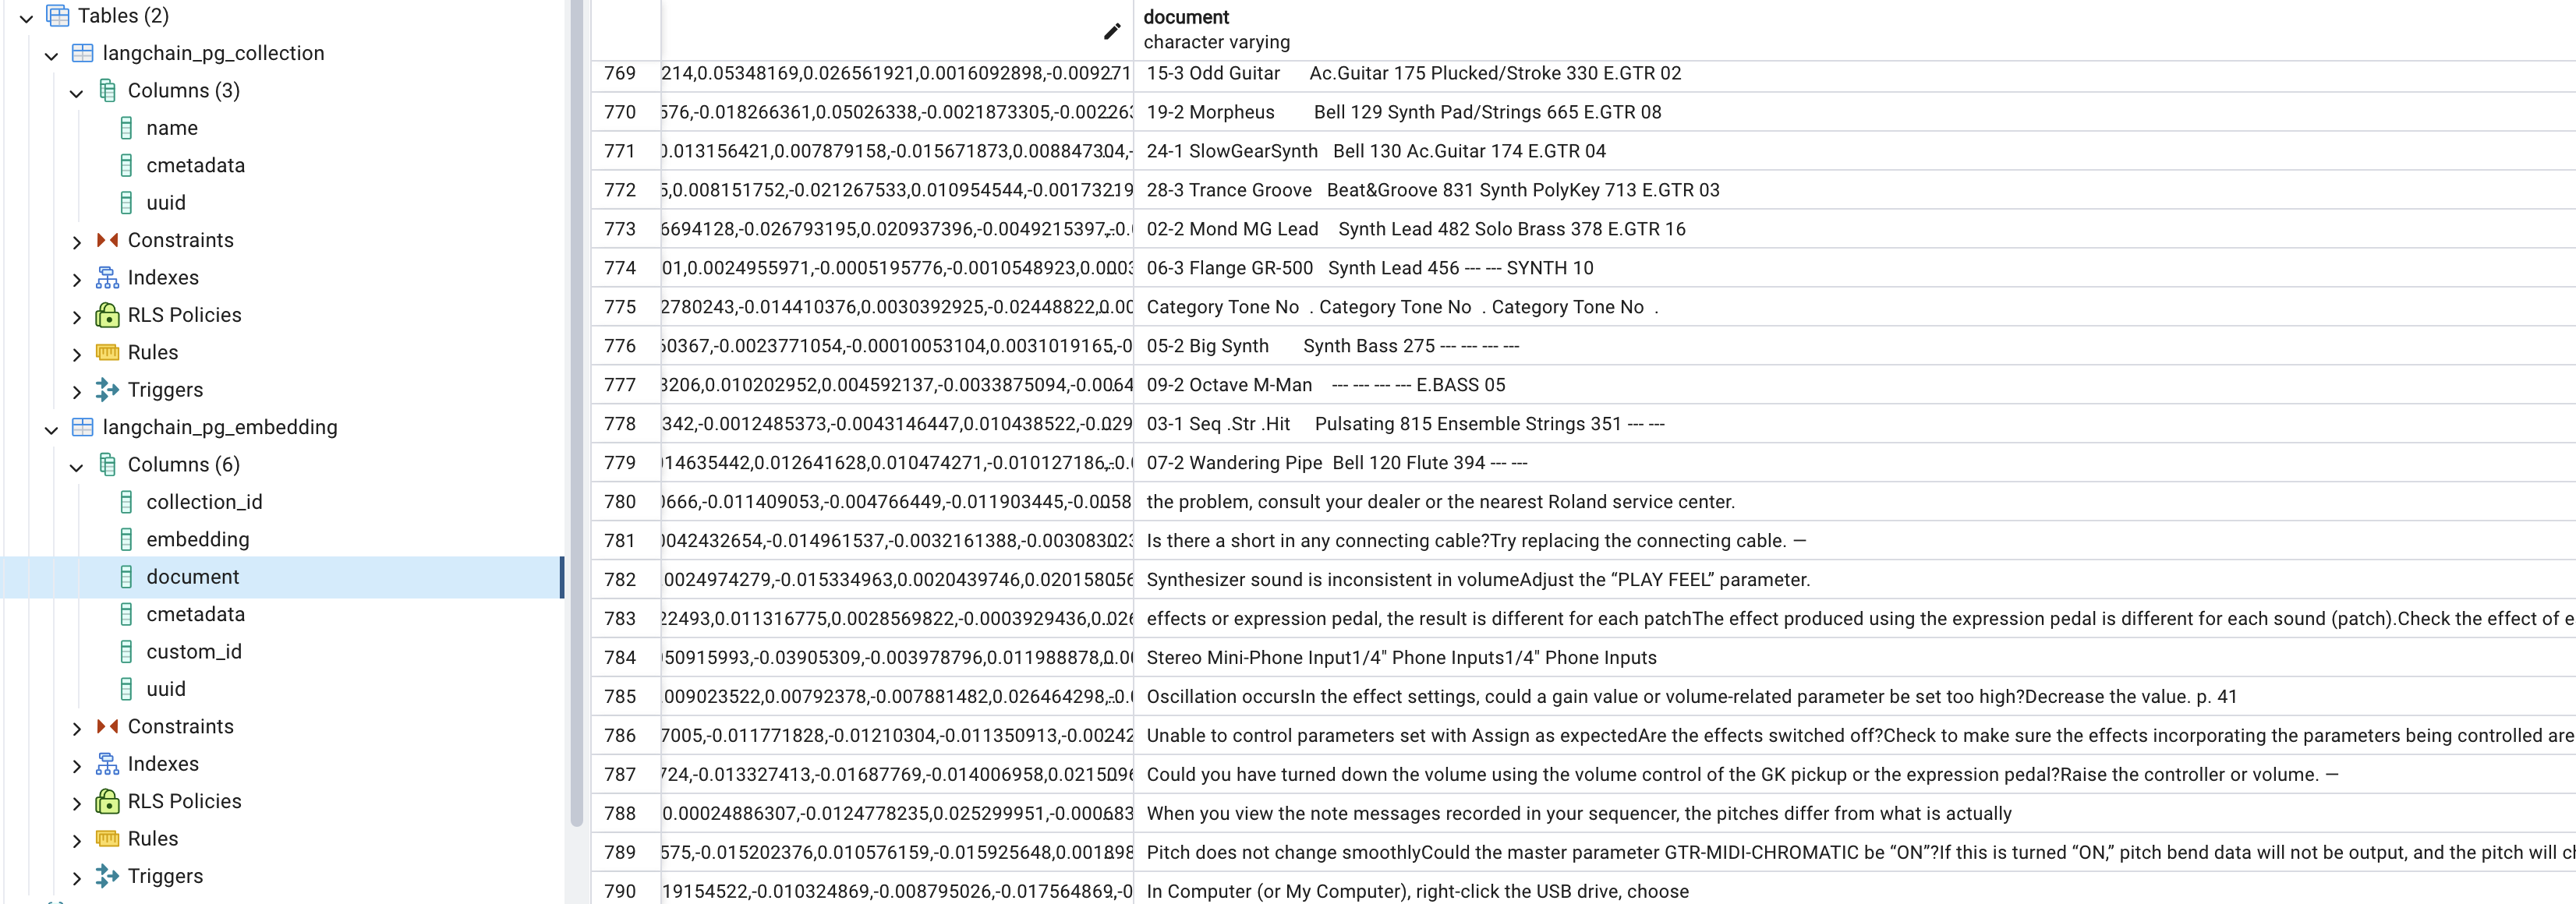 Tables (2)
langchain_pg_collection
Columns (3)
name
cmetadata
uuid
Constraints
Indexes
RLS Policies
Rules
Triggers
langchain_pg_embedding
Columns (6)
collection_id
embedding
document
cmetadata
custom_id
uuid
Constraints
Indexes
RLS Policies
Rules
Triggers
document
character varying
769 214,0.05348169,0.026561921,0.0016092898,-0.009271 15-3 Odd Guitar Ac.Guitar 175 Plucked/Stroke 330 E.GTR 02
770 576,-0.018266361,0.05026338,-0.0021873305,-0.00226 19-2 Morpheus Bell 129 Synth Pad/Strings 665 E.GTR 08
771 0.013156421,0.007879158,-0.015671873,0.008847304,- 24-1 SlowGearSynth Bell 130 Ac.Guitar 174 E.GTR 04
772 5,0.008151752,-0.021267533,0.010954544,-0.0017321 28-3 Trance Groove Beat&Groove 831 Synth PolyKey 713 E.GTR 03
773 6694128,-0.026793195,0.020937396,-0.0049215397,-0. 02-2 Mond MG Lead Synth Lead 482 Solo Brass 378 E.GTR 16
774 01,0.0024955971,-0.0005195776,-0.0010548923,0.0003 06-3 Flange GR-500 Synth Lead 456 --- --- SYNTH 10
775 2780243,-0.014410376,0.0030392925,-0.02448822,0.00 Category Tone No . Category Tone No . Category Tone No .
776 60367,-0.0023771054,-0.00010053104,0.0031019165,-0 05-2 Big Synth Synth Bass 275 --- --- --- ---
777 3206,0.010202952,0.004592137,-0.0033875094,-0.0064 09-2 Octave M-Man --- --- --- --- E.BASS 05
778 342,-0.0012485373,-0.0043146447,0.010438522,-0.029 03-1 Seq .Str .Hit Pulsating 815 Ensemble Strings 351 --- ---
779 14635442,0.012641628,0.010474271,-0.010127186,-0. 07-2 Wandering Pipe Bell 120 Flute 394 --- ---
780 0666,-0.011409053,-0.004766449,-0.011903445,-0.0058 the problem, consult your dealer or the nearest Roland service center.
781 0042432654,-0.014961537,-0.0032161388,-0.0030830 Is there a short in any connecting cable?Try replacing the connecting cable. —
782 0024974279,-0.015334963,0.0020439746,0.020158056 Synthesizer sound is inconsistent in volumeAdjust the “PLAY FEEL” parameter.
783 22493,0.011316775,0.0028569822,-0.0003929436,0.026 effects or expression pedal, the result is different for each patchThe effect produced using the expression pedal is different for each sound (patch).Check the effect of e
784 50915993,-0.03905309,-0.003978796,0.011988878,0.00 Stereo Mini-Phone Input1/4" Phone Inputs1/4" Phone Inputs
785 009023522,0.00792378,-0.007881482,0.026464298,-0. Oscillation occursIn the effect settings, could a gain value or volume-related parameter be set too high?Decrease the value. p. 41
786 7005,-0.011771828,-0.01210304,-0.011350913,-0.00242 Unable to control parameters set with Assign as expectedAre the effects switched off?Check to make sure the effects incorporating the parameters being controlled are
787 724,-0.013327413,-0.01687769,-0.014006958,0.0215096 Could you have turned down the volume using the volume control of the GK pickup or the expression pedal?Raise the controller or volume. —
788 0.00024886307,-0.0124778235,0.025299951,-0.000683 When you view the note messages recorded in your sequencer, the pitches differ from what is actually
789 575,-0.015202376,0.010576159,-0.015925648,0.001898 Pitch does not change smoothlyCould the master parameter GTR-MIDI-CHROMATIC be “ON”?If this is turned “ON,” pitch bend data will not be output, and the pitch will
790 19154522,-0.010324869,-0.008795026,-0.017564869,-0 In Computer (or My Computer), right-click the USB drive, choose